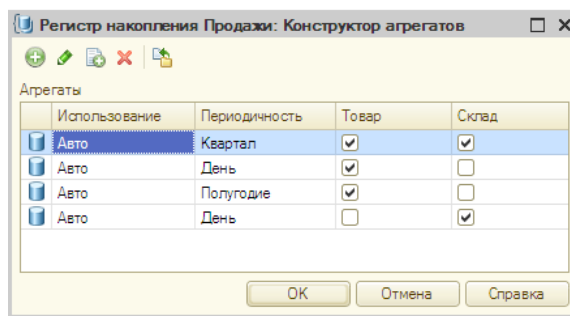 Регистр накопления Продажи: Конструктор агрегатов
Агрегаты
Использование Периодичность Товар Склад
Авто Квартал
Авто День
Авто Полугодие
Авто День
ОК Отмена Справка